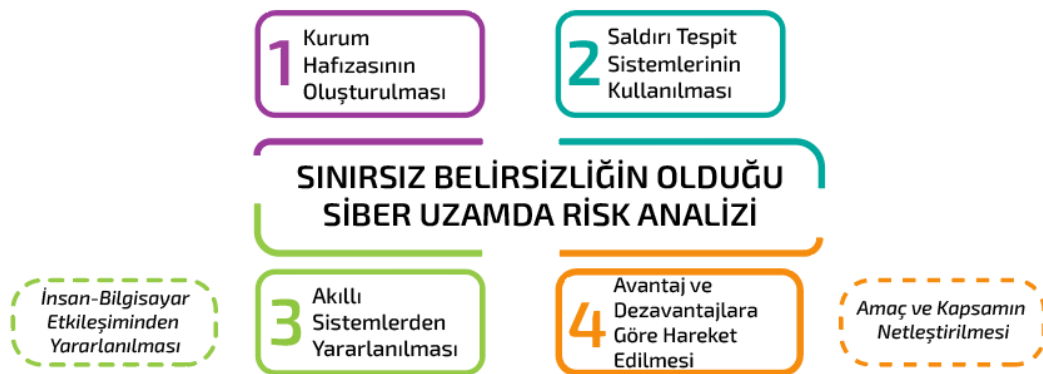 1
Kurum
Hafızasının
Oluşturulması
2
Saldırı Tespit
Sistemlerinin
Kullanılması
SINIRSIZ BELİRSİZLİĞİN OLDUĞU
SİBER UZAMDA RİSK ANALİZİ
İnsan-Bilgisayar
Etkileşiminden
Yararlanılması
3
Akıllı
Sistemlerden
Yararlanılması
4
Avantaj ve
Dezavantajlara
Göre Hareket
Edilmesi
Amaç ve Kapsamın
Netleştirilmesi